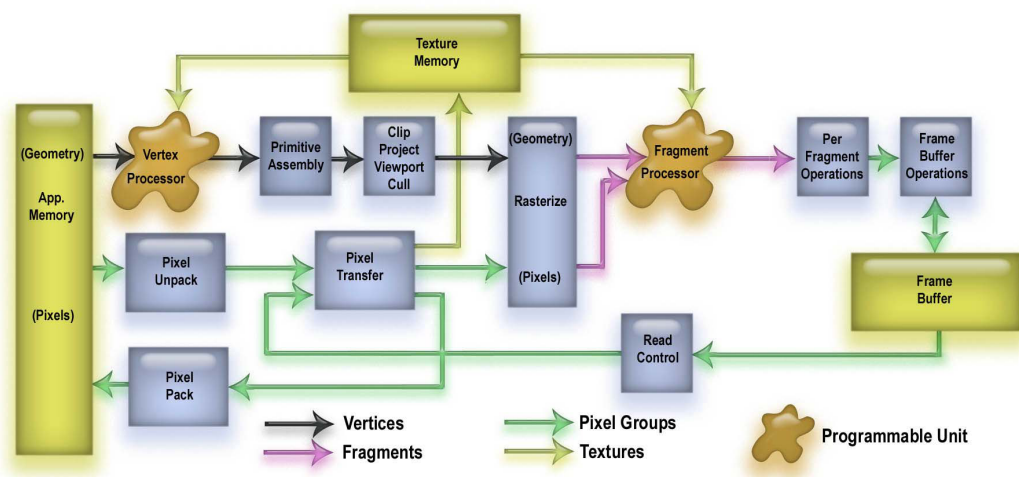 Texture
Memory
(Geometry)
App.
Memory
(Pixels)
Vertex
Processor
Primitive
Assembly
Clip
Project
Viewport
Cull
(Geometry)
Rasterize
(Pixels)
Fragment
Processor
Per
Fragment
Operations
Frame
Buffer
Operations
Pixel
Unpack
Pixel
Transfer
Frame
Buffer
Read
Control
Pixel
Pack
Vertices
Fragments
Pixel Groups
Textures
Programmable Unit